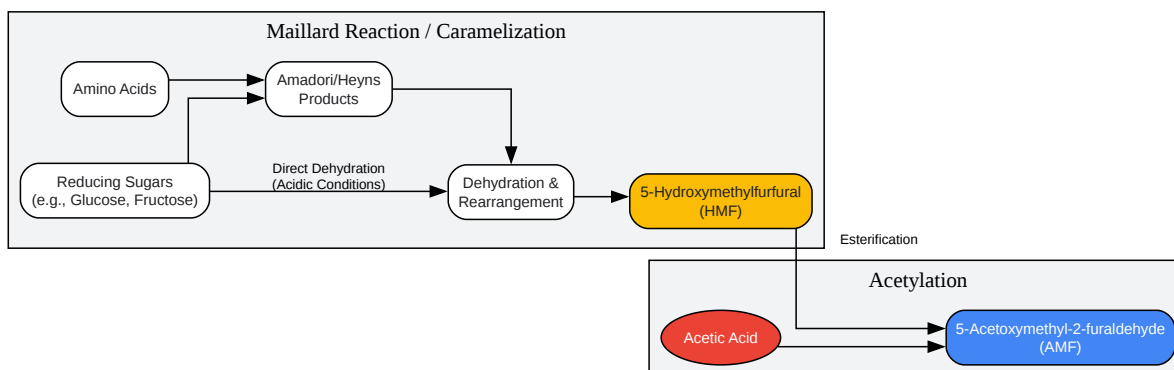 Maillard Reaction / Caramelization
Amino Acids
Amadori/Heyns
Products
Reducing Sugars
(e.g., Glucose, Fructose)
Direct Dehydration
(Acidic Conditions)
Dehydration &
Rearrangement
5-Hydroxymethylfurfural
(HMF)
Esterification
Acetylation
Acetic Acid
5-Acetoxymethyl-2-furaldehyde
(AMF)